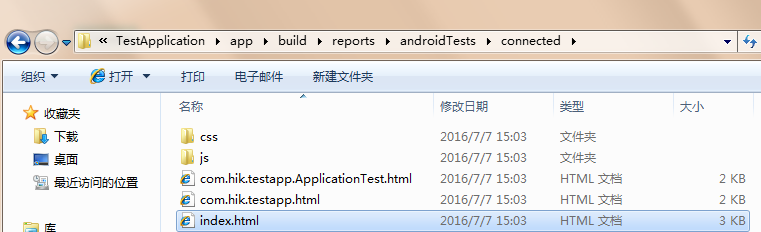 « TestApplication ▸ app ▸ build ▸ reports ▸ androidTests ▸ connected ▸
组织 打开 打印 电子邮件 新建文件夹
收藏夹
下载
桌面
最近访问的位置
库
名称 修改日期 类型 大小
css 2016/7/7 15:03 文件夹
js 2016/7/7 15:03 文件夹
com.hik.testapp.ApplicationTest.html 2016/7/7 15:03 HTML 文档 2 KB
com.hik.testapp.html 2016/7/7 15:03 HTML 文档 2 KB
index.html 2016/7/7 15:03 HTML 文档 3 KB